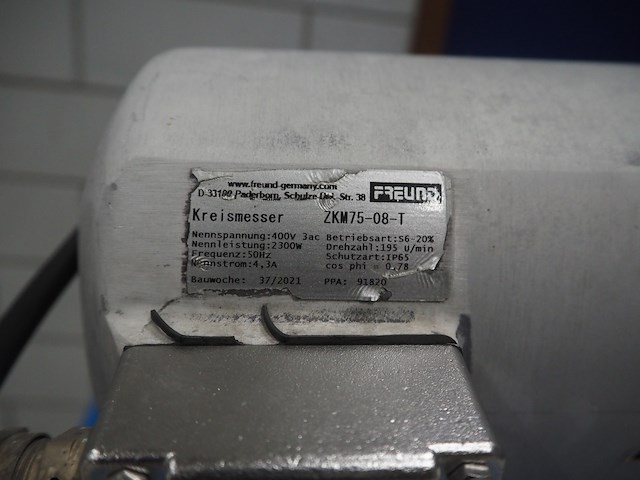 www.freund-germany.com
D-33100 Paderborn, Schulze-Del. Str. 38
FREUND
Kreismesser ZKM75-08-T
Nennspannung:400V 3ac Betriebsart:S6-20%
Nennleistung:2300W Drehzahl:195 U/min
Frequenz:50Hz Schutzart:IP65
Nennstrom:4,3A cos phi : 0,78
Bauwoche: 37/2021 PPA: 91820